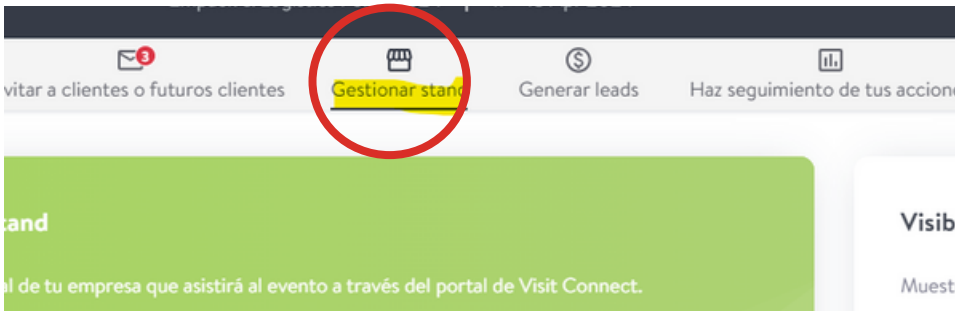 3
vitar a clientes o futuros clientes
Gestionar stand
Generar leads
Haz seguimiento de tus accione
tand
Visib
al de tu empresa que asistirá al evento a través del portal de Visit Connect.
Muest